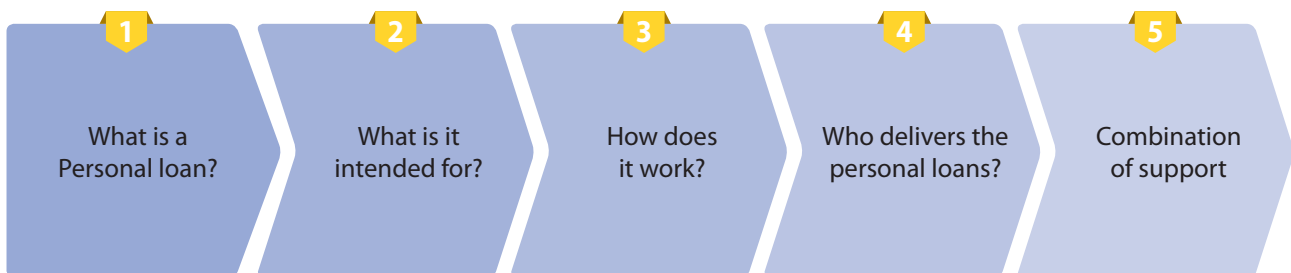 1
What is a
Personal loan?
2
What is it
intended for?
3
How does
it work?
4
Who delivers the
personal loans?
5
Combination
of support